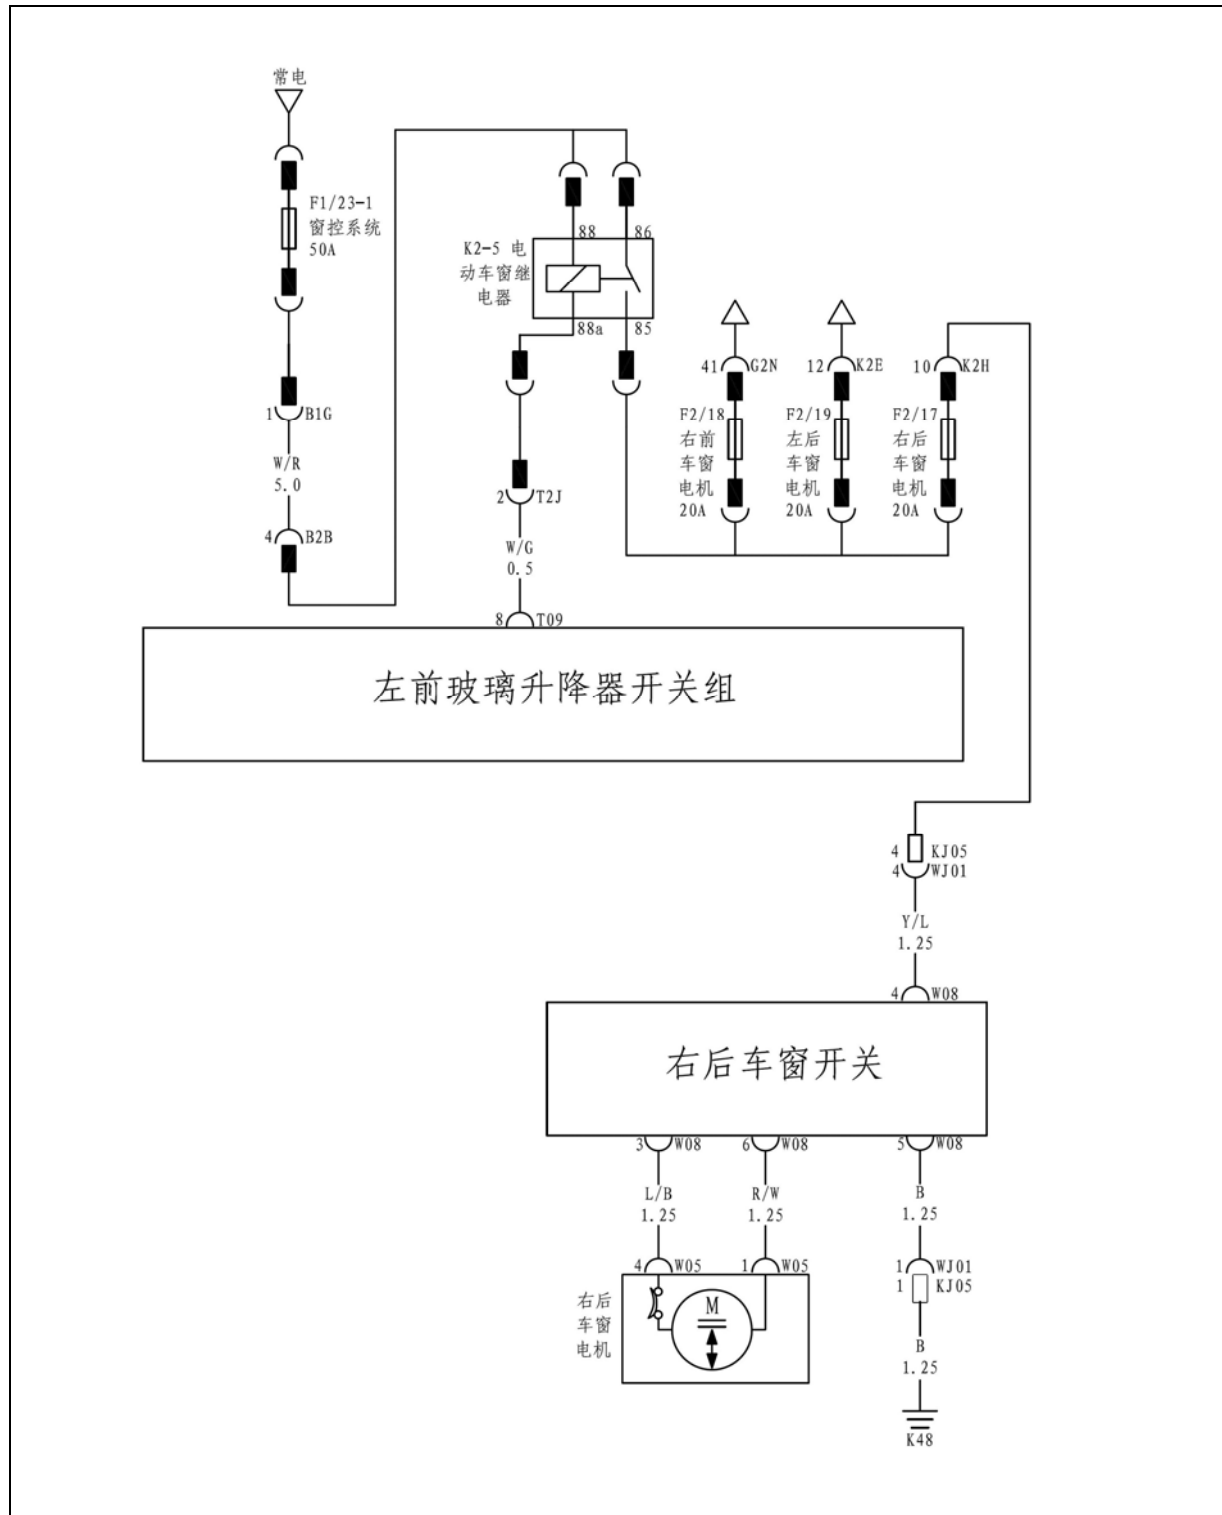 常电
F1/23-1
窗控系统
50A
1 B1G
W/R
5.0
4 B2B
88 86
K2-5 电
动车窗继
电器
88a 85
2 T2J
W/G
0.5
8 T09
41 G2N
F2/18
右前
车窗
电机
20A
12 K2E
F2/19
左后
车窗
电机
20A
10 K2H
F2/17
右后
车窗
电机
20A
左前玻璃升降器开关组
4 KJ05
4 WJ01
Y/L
1.25
4 W08
右后车窗开关
3 W08
6 W08
5 W08
L/B
1.25
R/W
1.25
B
1.25
4 W05
1 W05
1 WJ01
1 KJ05
右后
车窗
电机
M
B
1.25
K48